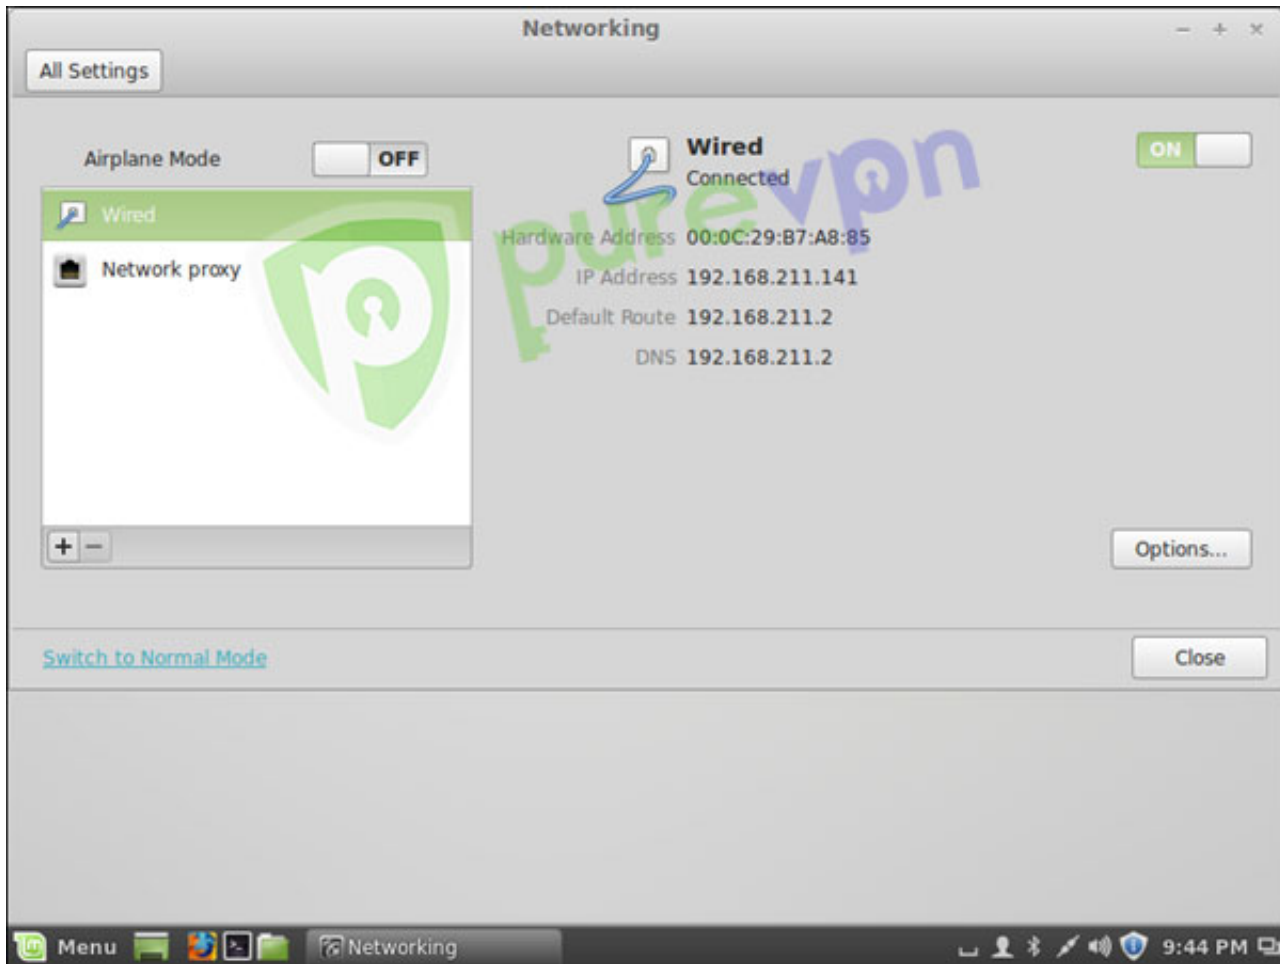 Networking
All Settings
Airplane Mode OFF
Wired
Network proxy
Wired
Connected
ON
Hardware Address 00:0C:29:B7:A8:85
IP Address 192.168.211.141
Default Route 192.168.211.2
DNS 192.168.211.2
purevpn
Options...
Switch to Normal Mode
Close
Menu
Networking
9:44 PM